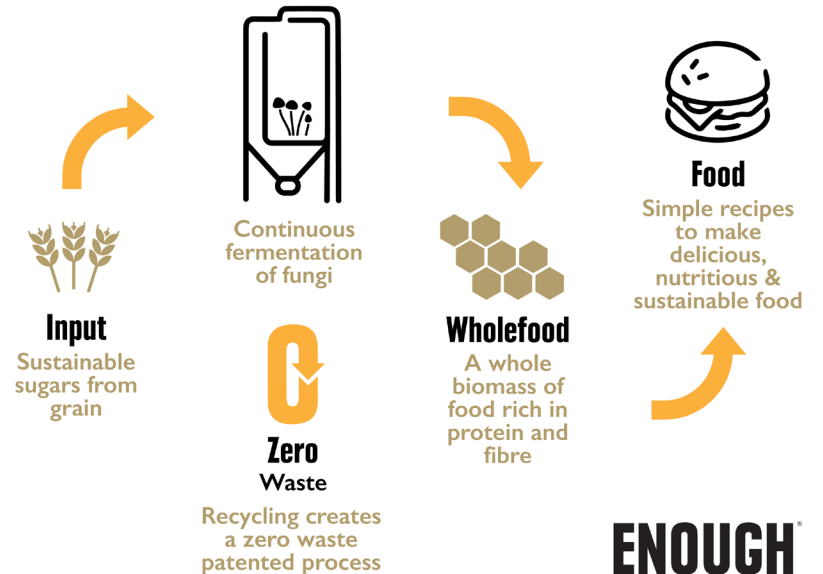 Input
Sustainable
sugars from
grain
Continuous
fermentation
of fungi
Zero
Waste
Recycling creates
a zero waste
patented process
Wholefood
A whole
biomass of
food rich in
protein and
fibre
Food
Simple recipes
to make
delicious,
nutritious &
sustainable food
ENOUGH®